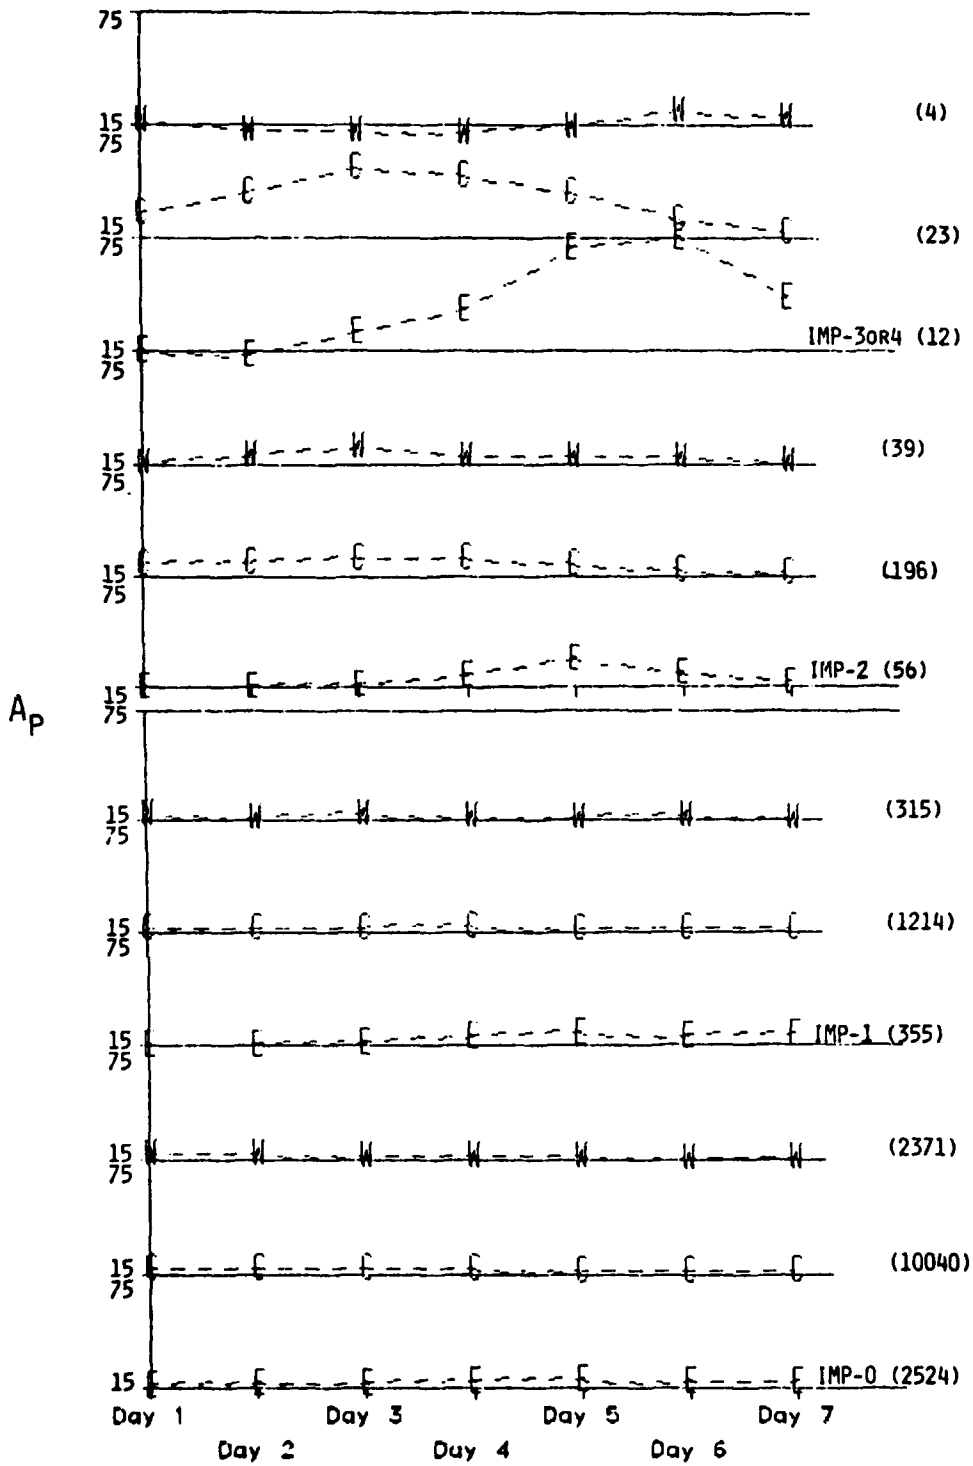 75
15
75
W W W W W W W (4)
C C C C C C C
15
75
(23)
E E E E E E E
IMP-3OR4 (12)
15
75
W W W W W W W (39)
15
75
C C C C C C C (196)
15
75
E E E E E E E IMP-2 (56)
15
75
Ap
W W W W W W W (315)
15
75
C C C C C C C (1214)
15
75
E E E E E E E IMP-1 (355)
15
75
W W W W W W W (2371)
15
75
C C C C C C C (10040)
15
75
E E E E E E E IMP-0 (2524)
15
Day 1 Day 3 Day 5 Day 7
Day 2 Day 4 Day 6